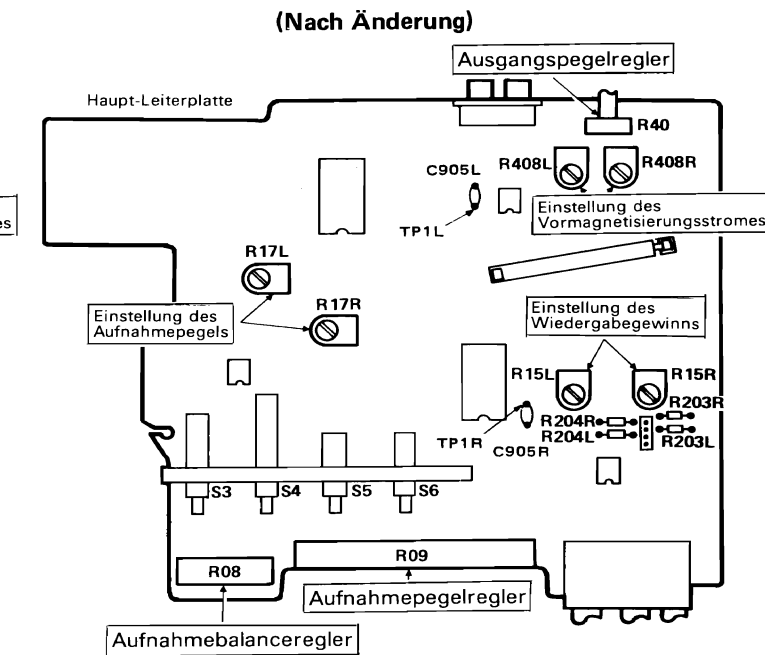 (Nach Änderung)
Ausgangspegelregler
Haupt-Leiterplatte
R40
C905L
R408L
R408R
es
TP1L
Einstellung des
Vormagnetisierungsstromes
R17L
R17R
Einstellung des
Aufnahmepegels
Einstellung des
Wiedergabegewinns
R15L
R15R
R203R
R204R
R204L
R203L
TP1R
C905R
S3
S4
S5
S6
R09
R08
Aufnahmepegelregler
Aufnahmebalanceregler